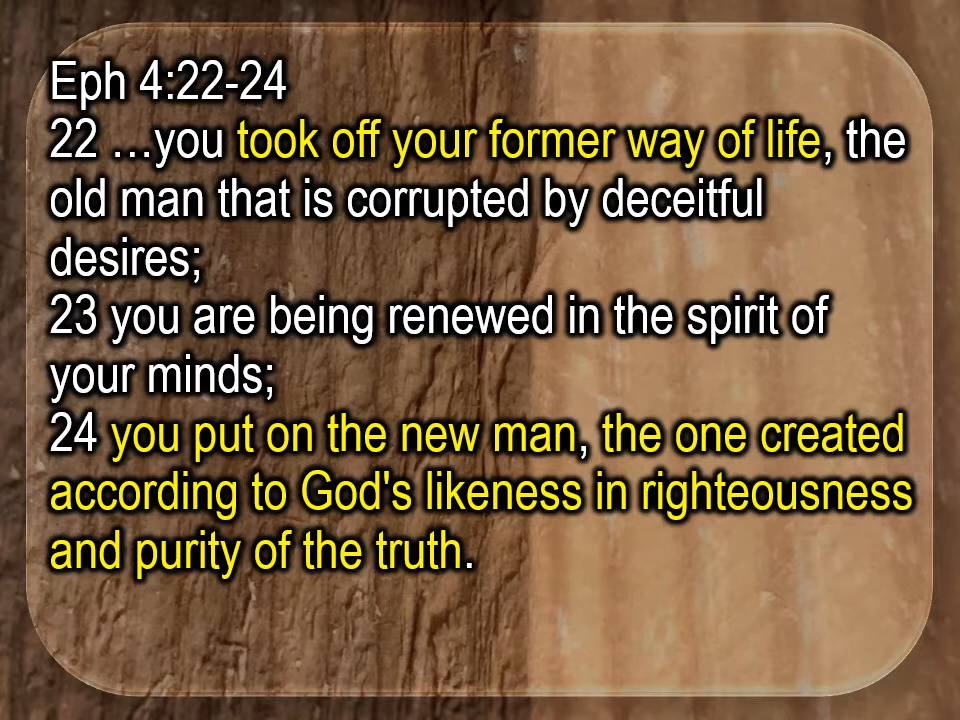 Eph 4:22-24
22 …you took off your former way of life, the
old man that is corrupted by deceitful
desires;
23 you are being renewed in the spirit of
your minds;
24 you put on the new man, the one created
according to God's likeness in righteousness
and purity of the truth.